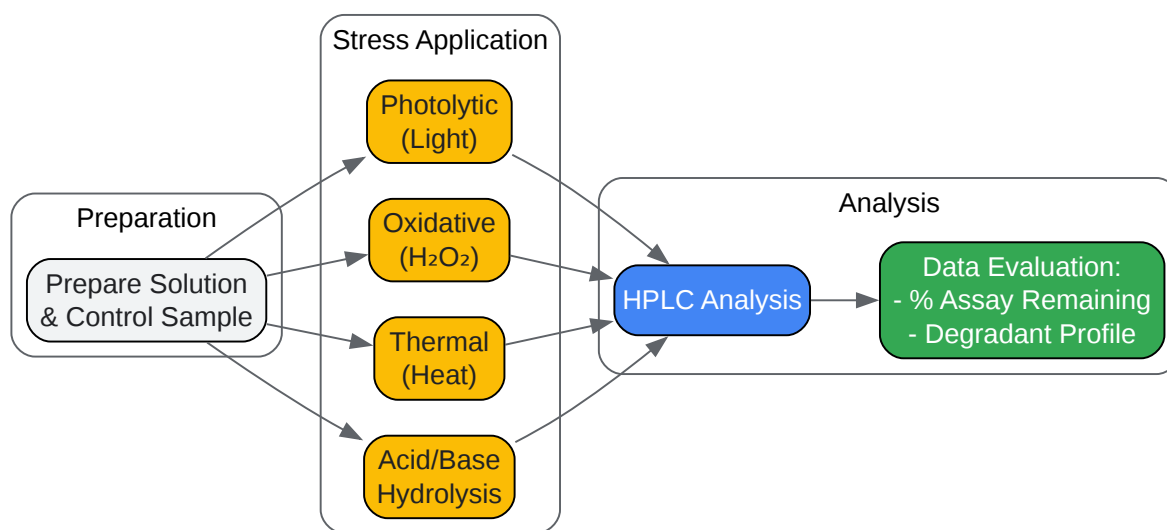 Preparation
Prepare Solution
& Control Sample
Stress Application
Photolytic
(Light)
Oxidative
(H₂O₂)
Thermal
(Heat)
Acid/Base
Hydrolysis
Analysis
HPLC Analysis
Data Evaluation:
- % Assay Remaining
- Degradant Profile